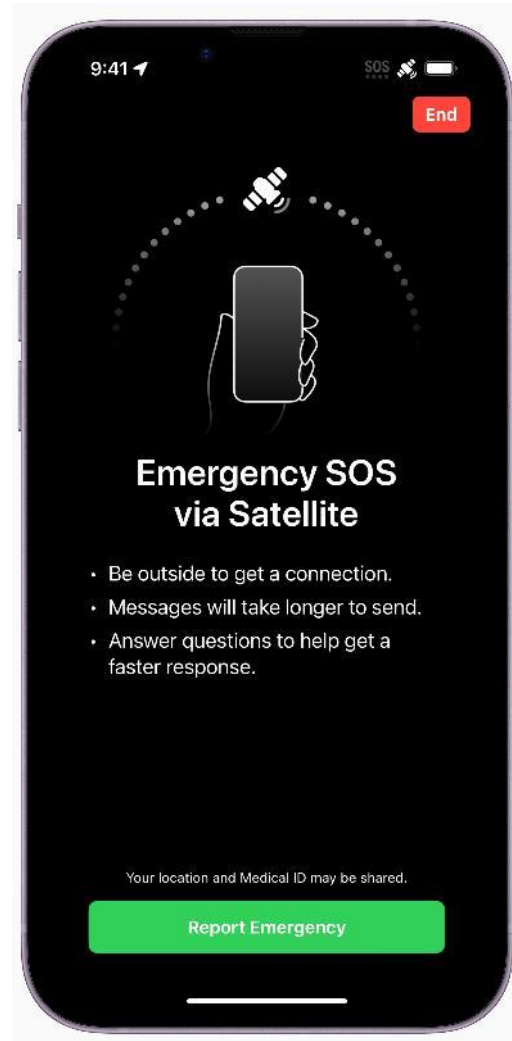 9:41
SOS
End
Emergency SOS
via Satellite
• Be outside to get a connection.
• Messages will take longer to send.
• Answer questions to help get a
faster response.
Your location and Medical ID may be shared.
Report Emergency